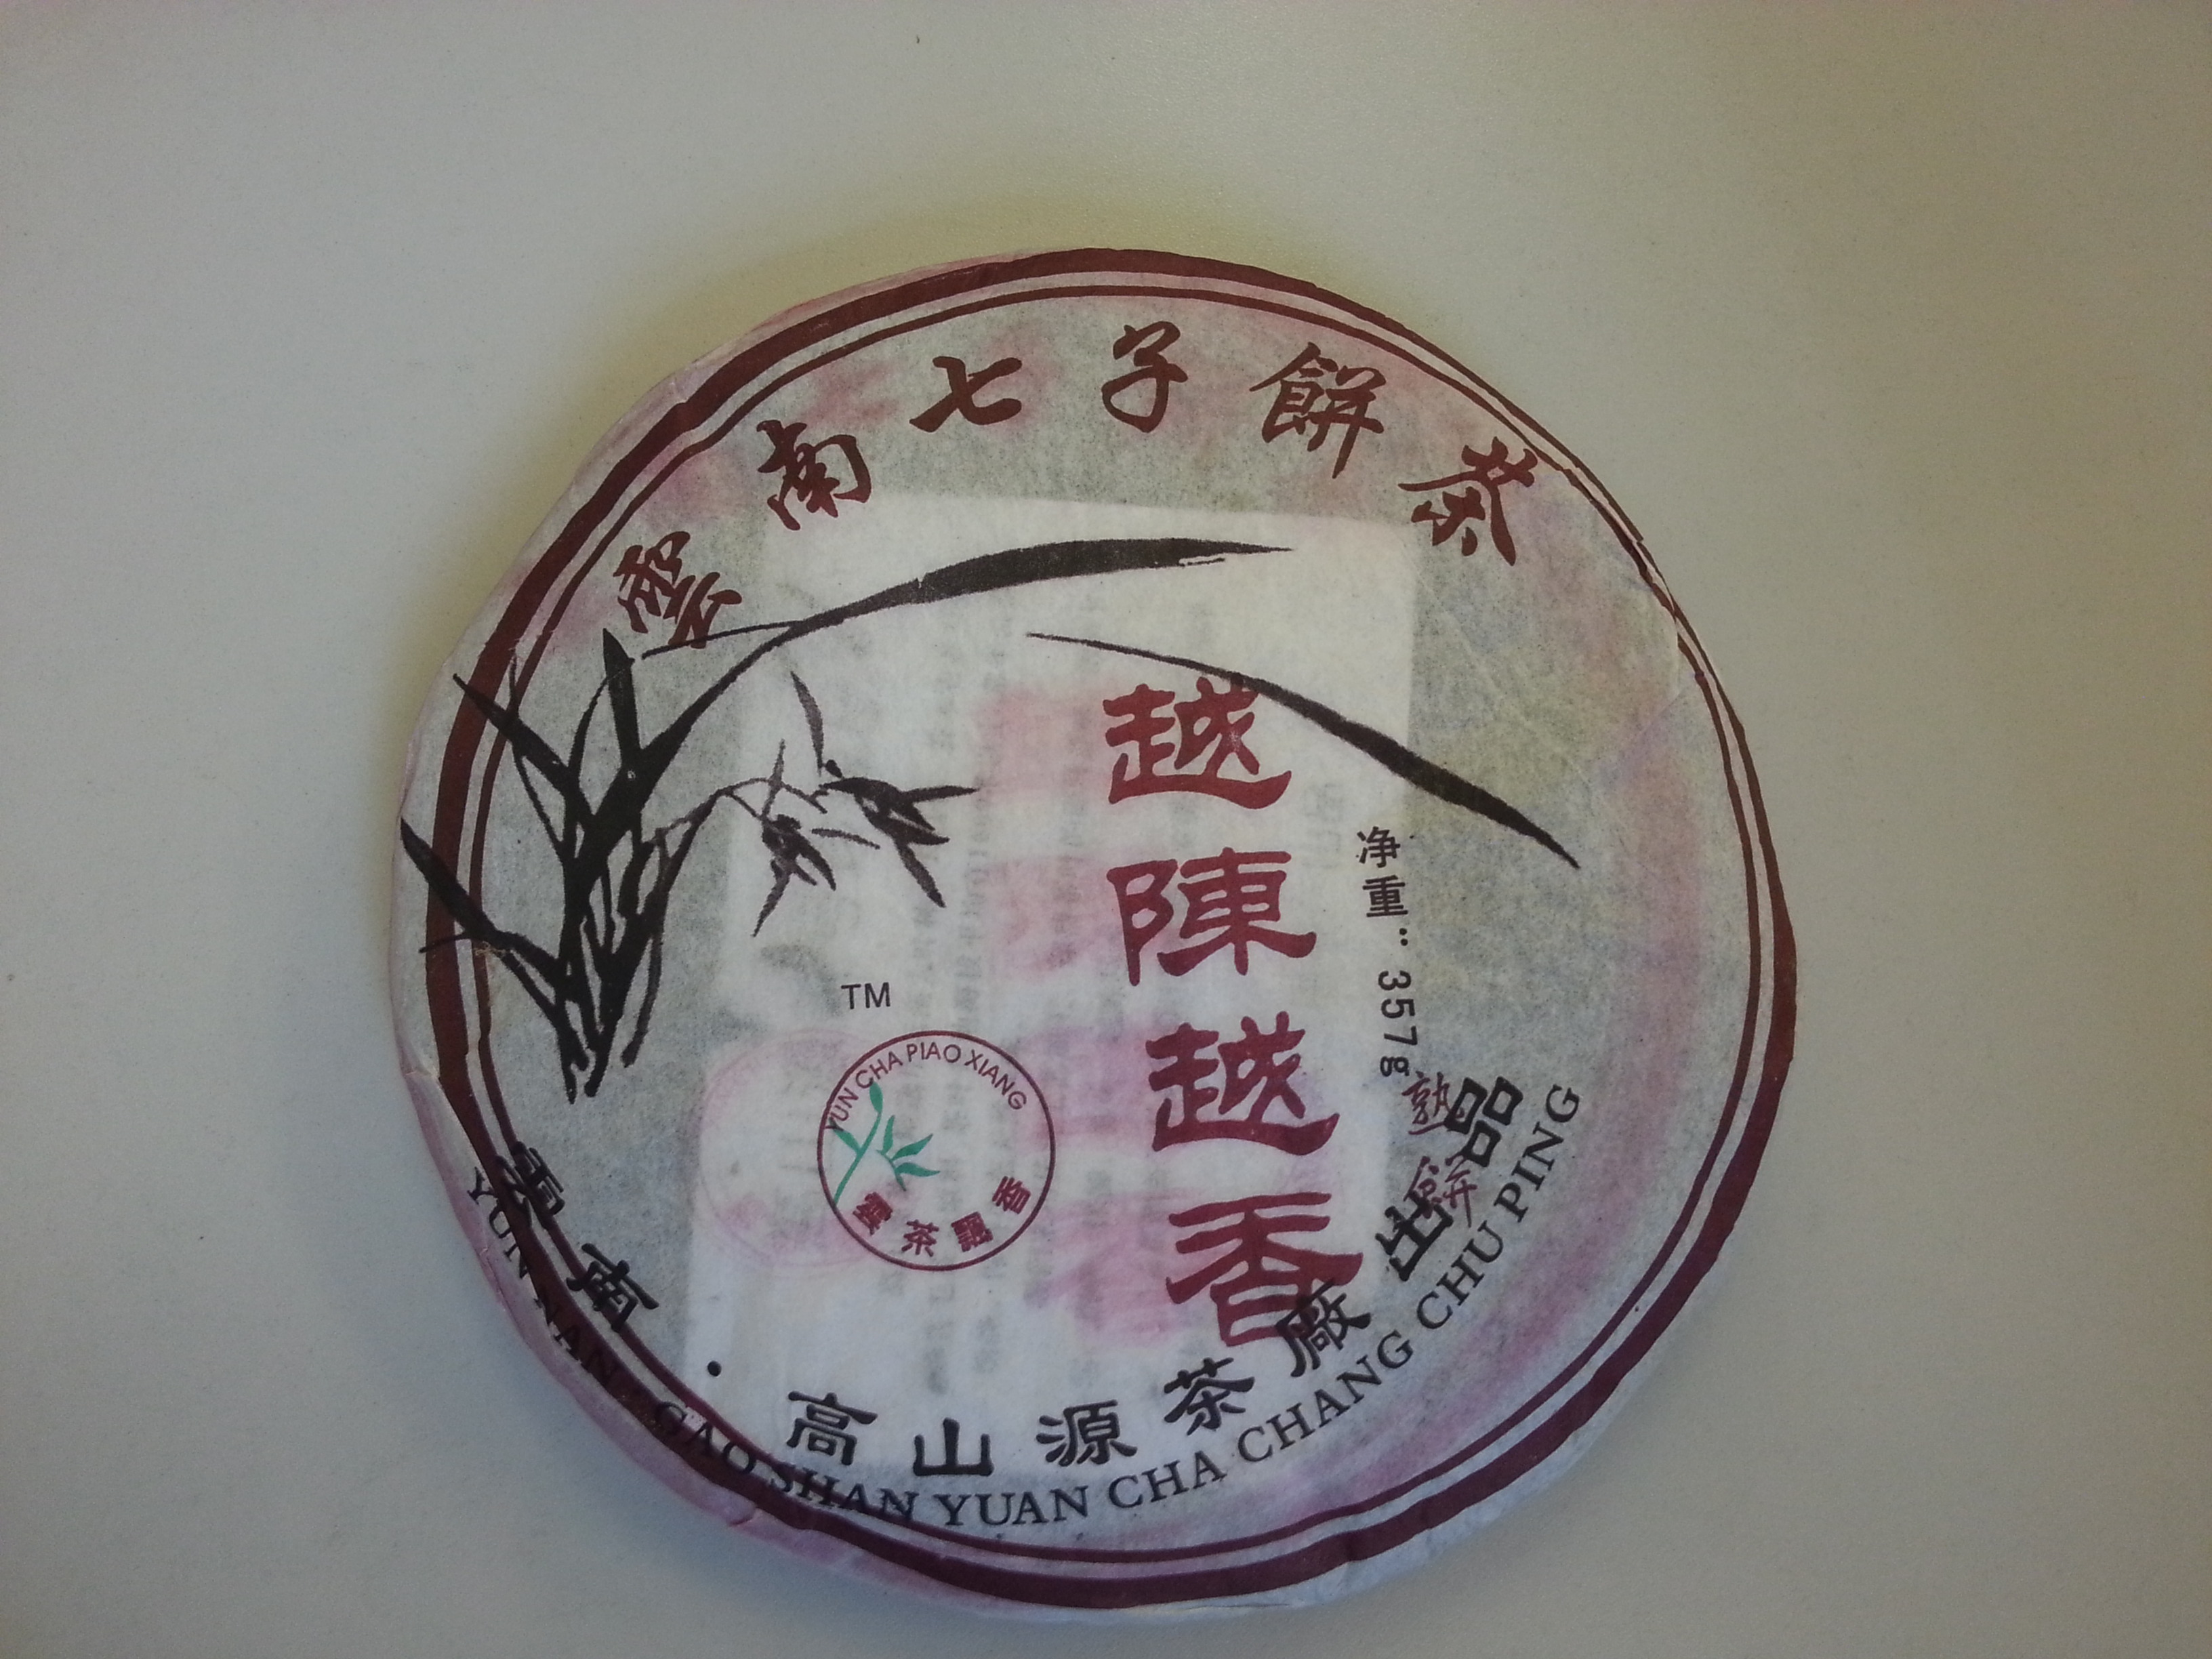 雲南七子餅茶
越陳越香
净重：357g
熟餅
TM
YUN CHA PIAO XIANG
雲茶飄香
雲南·高山源茶廠出品
YUN NAN GAO SHAN YUAN CHA CHANG CHU PING